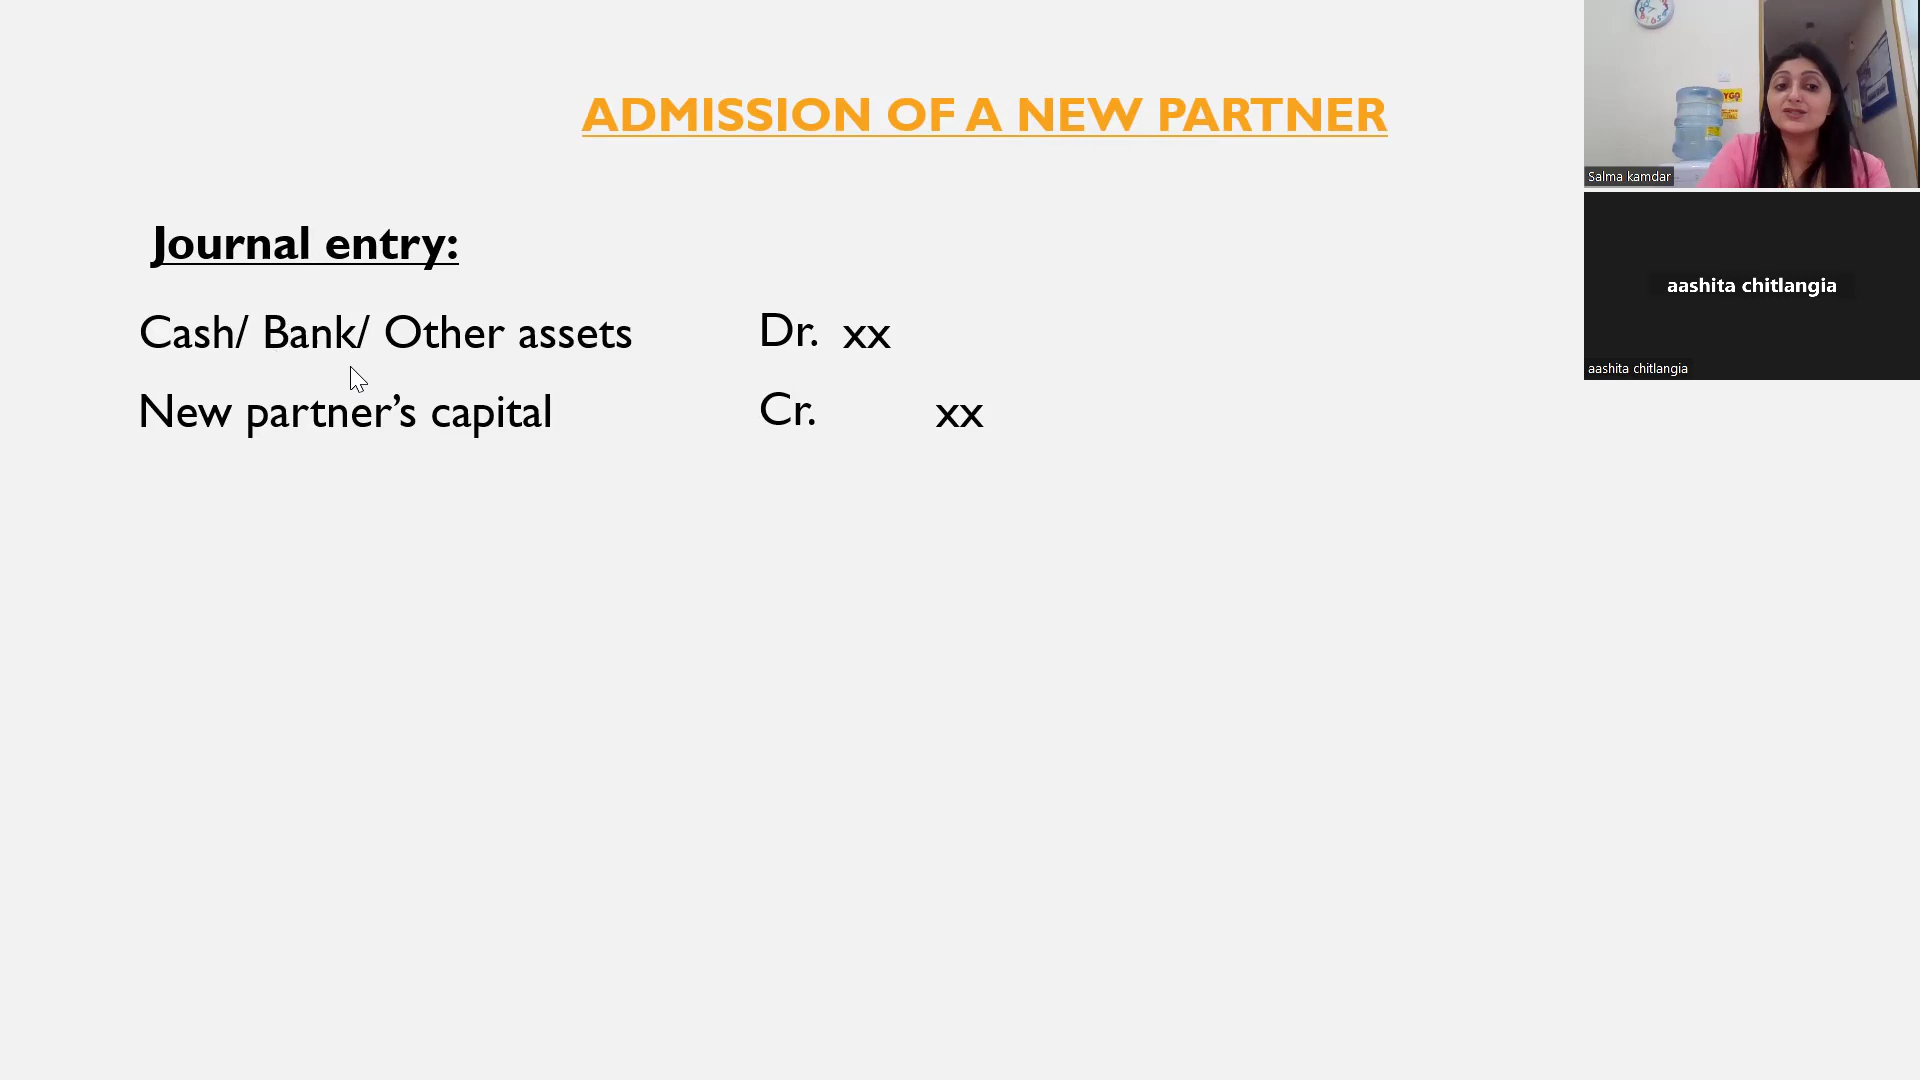 ADMISSION OF A NEW PARTNER
Journal entry:
Cash/ Bank/ Other assets Dr. xx
New partner’s capital Cr. xx
Salma kamdar
aashita chitlangia
aashita chitlangia